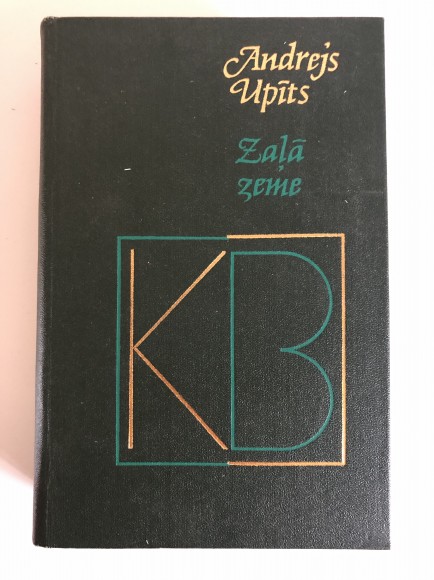 Andrejs
Upīts
Zaļā
zeme
KB